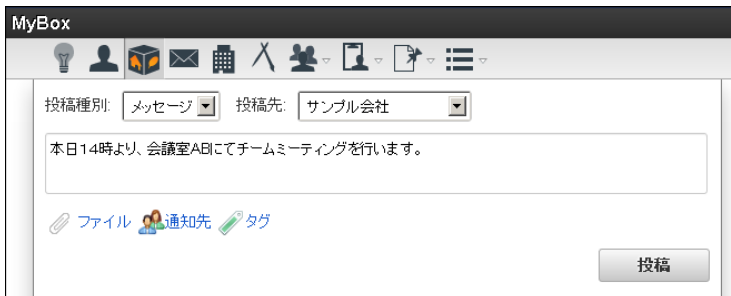 MyBox
投稿種別: メッセージ 投稿先: サンプル会社
本日14時より、会議室ABにてチームミーティングを行います。
ファイル 通知先 タグ
投稿